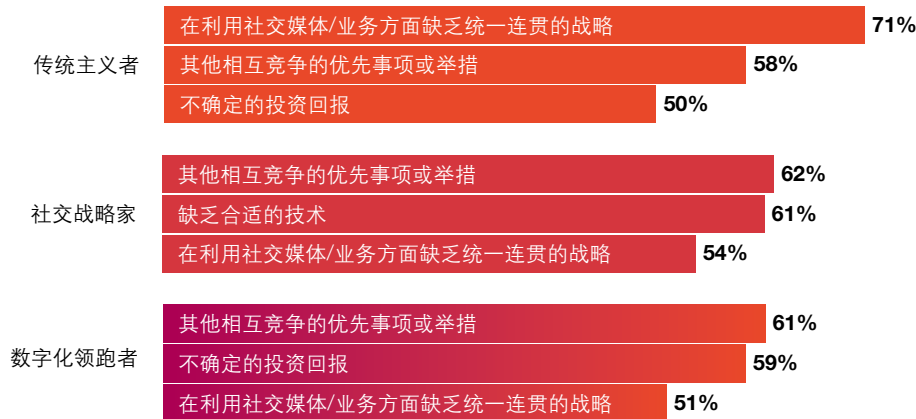 在利用社交媒体/业务方面缺乏统一连贯的战略 71%
传统主义者 其他相互竞争的优先事项或举措 58%
不确定的投资回报 50%
其他相互竞争的优先事项或举措 62%
社交战略家 缺乏合适的技术 61%
在利用社交媒体/业务方面缺乏统一连贯的战略 54%
其他相互竞争的优先事项或举措 61%
数字化领跑者 不确定的投资回报 59%
在利用社交媒体/业务方面缺乏统一连贯的战略 51%